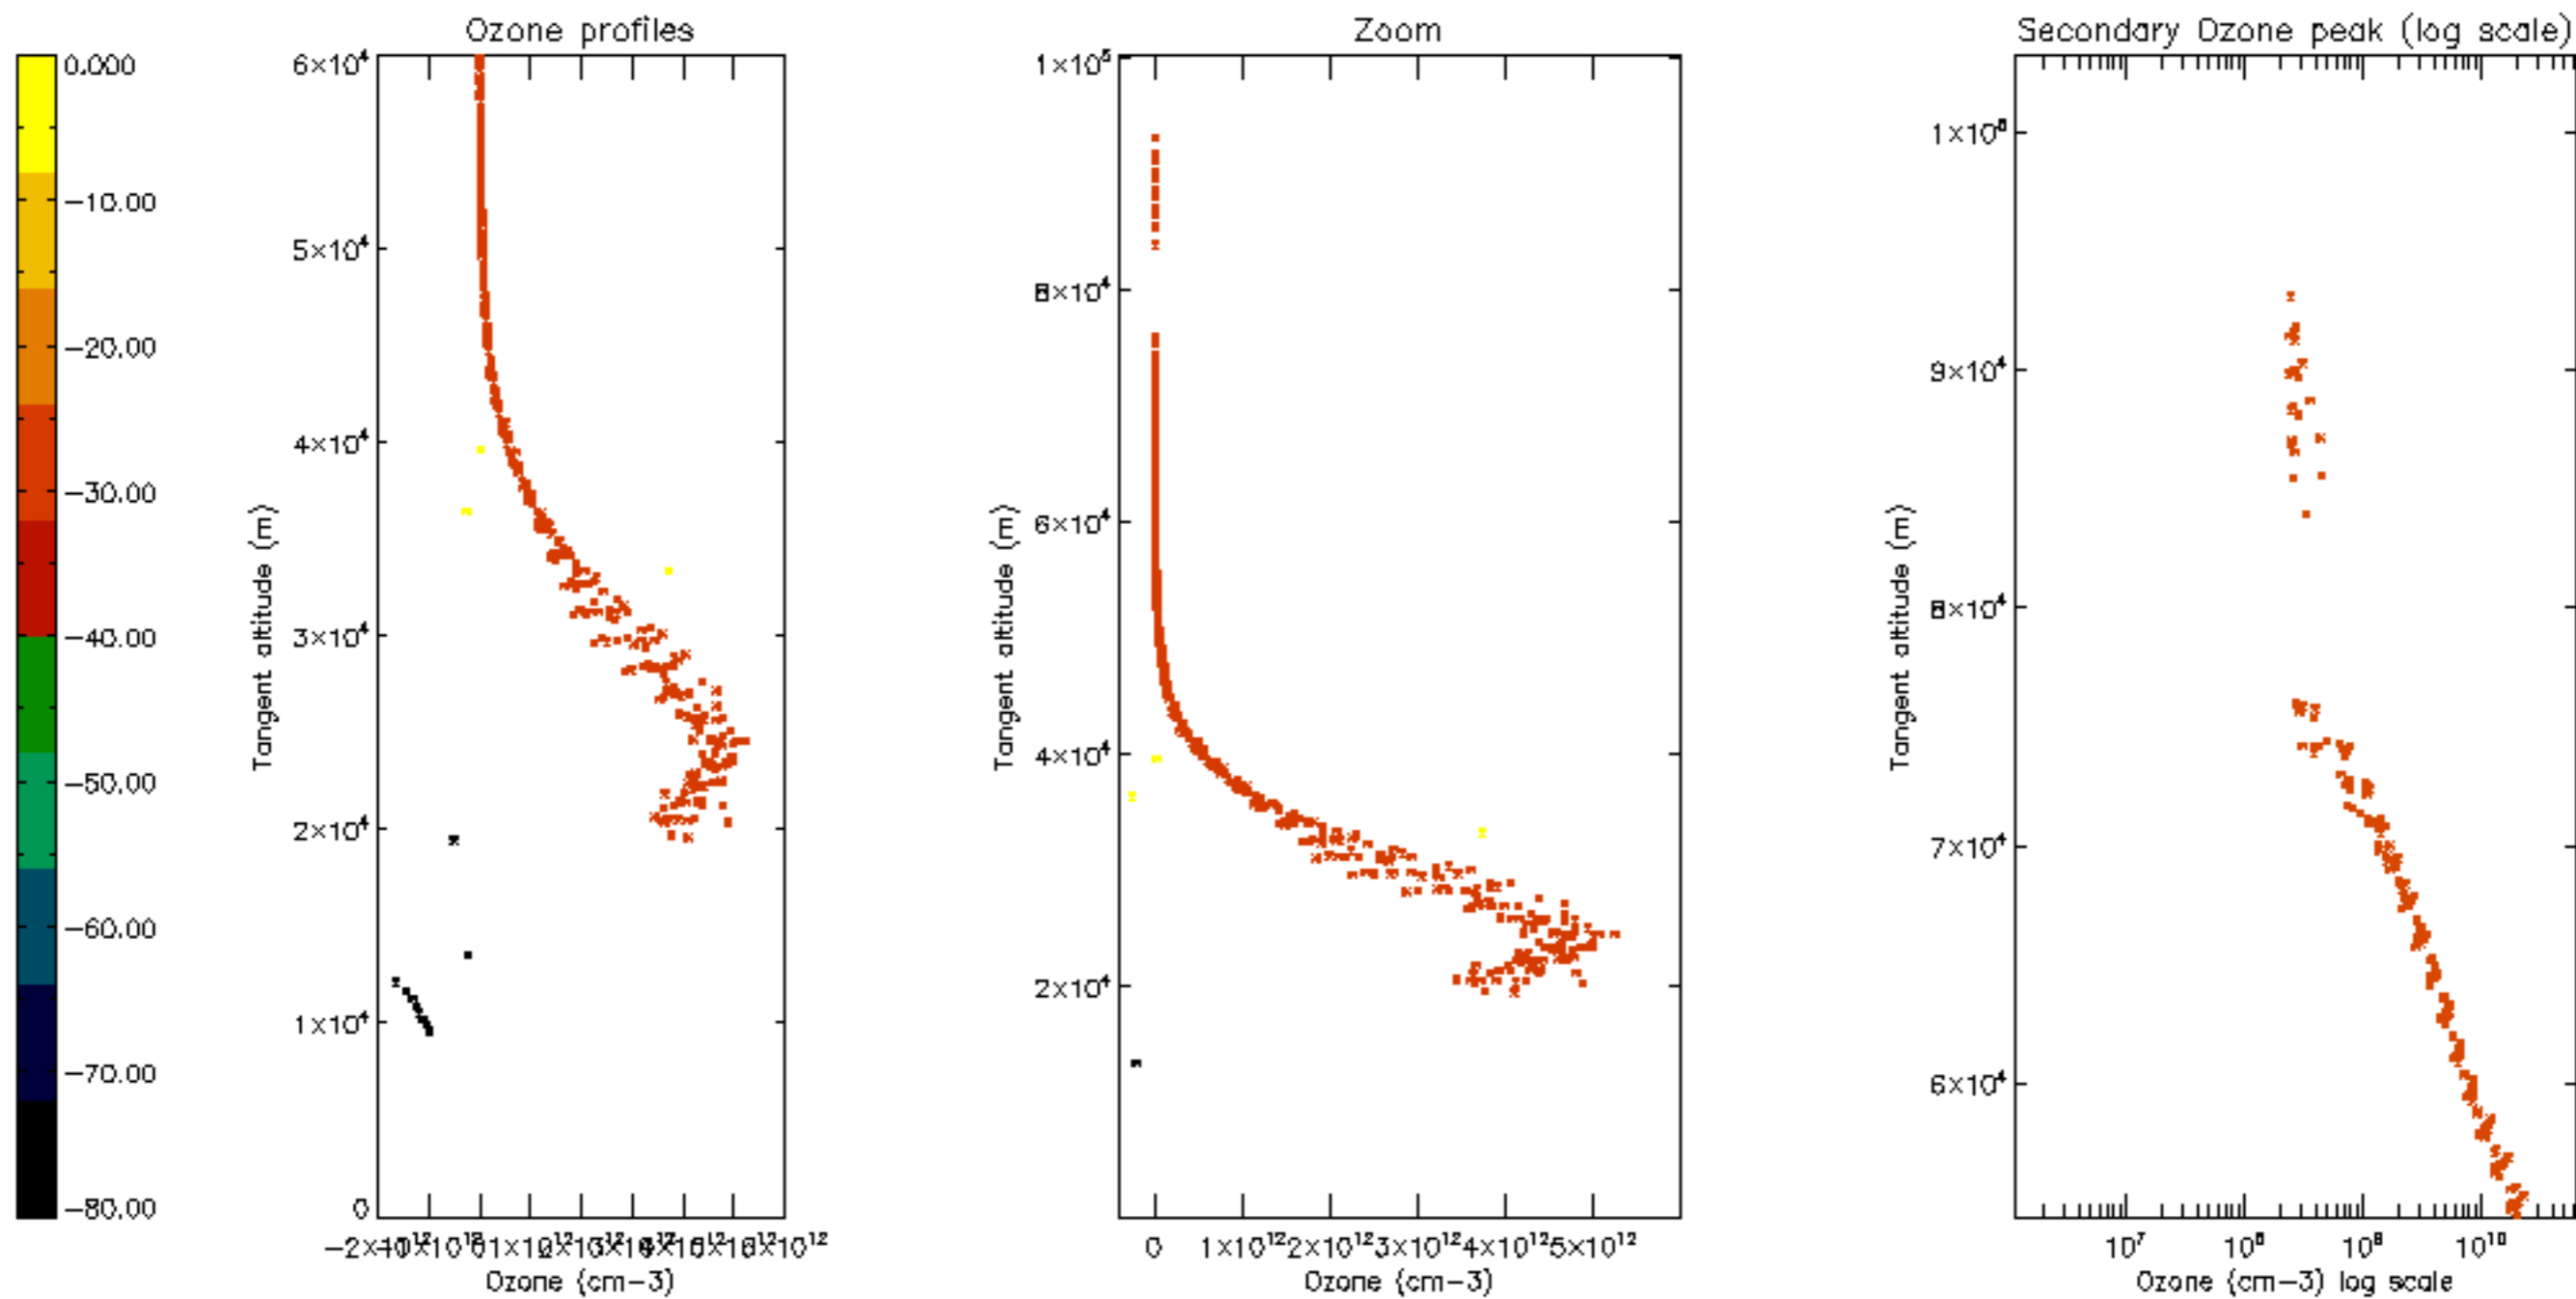 Ozone profiles
Zoom
Secondary Ozone peak (log scale)
0.000
−10.00
−20.00
−30.00
−40.00
−50.00
−60.00
−70.00
−80.00
6×10⁴
5×10⁴
4×10⁴
3×10⁴
2×10⁴
1×10⁴
0
Tangent altitude (m)
Ozone (cm−3)
1×10⁵
8×10⁴
6×10⁴
4×10⁴
2×10⁴
Tangent altitude (m)
0 1×10¹² 2×10¹² 3×10¹² 4×10¹² 5×10¹²
Ozone (cm−3)
9×10⁴
8×10⁴
7×10⁴
6×10⁴
Tangent altitude (m)
10⁷ 10⁸ 10⁹ 10¹⁰
Ozone (cm−3) log scale